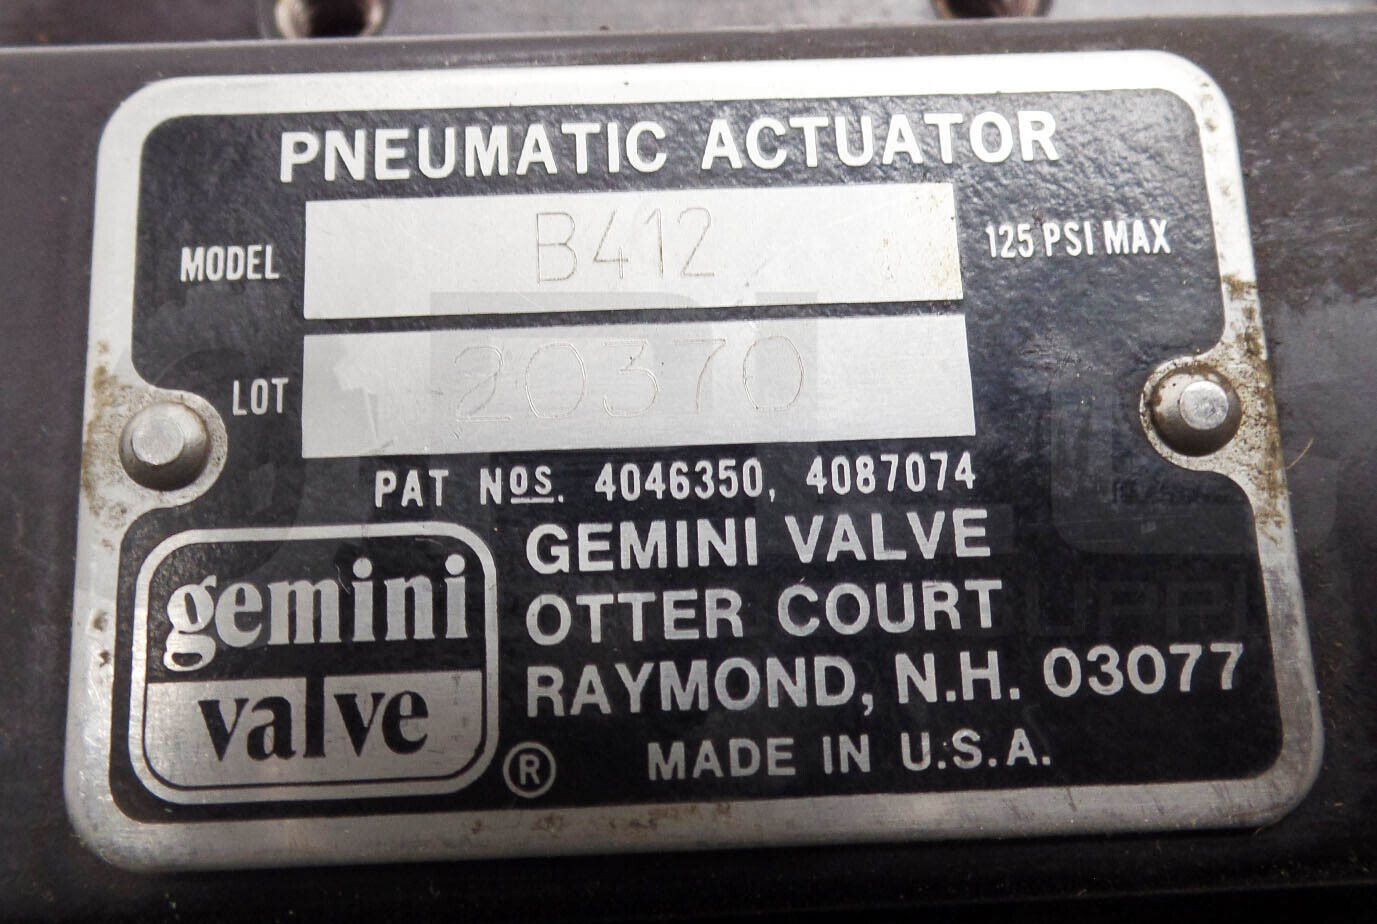 PNEUMATIC ACTUATOR
MODEL B412 125 PSI MAX
LOT 20370
PAT NOS. 4046350, 4087074
gemini
valve
®
GEMINI VALVE
OTTER COURT
RAYMOND, N.H. 03077
MADE IN U.S.A.